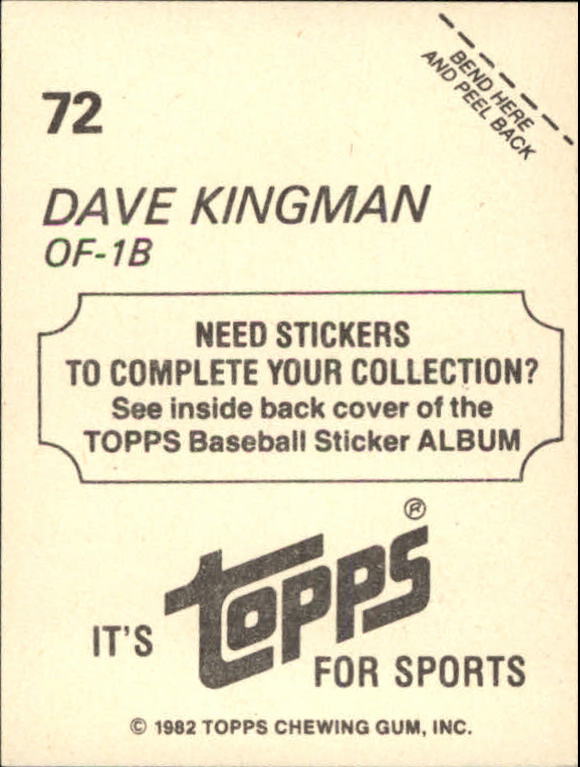 72
BEND HERE
AND PEEL BACK
DAVE KINGMAN
OF-1B
NEED STICKERS
TO COMPLETE YOUR COLLECTION?
See inside back cover of the
TOPPS Baseball Sticker ALBUM
IT'S topps®
FOR SPORTS
© 1982 TOPPS CHEWING GUM, INC.